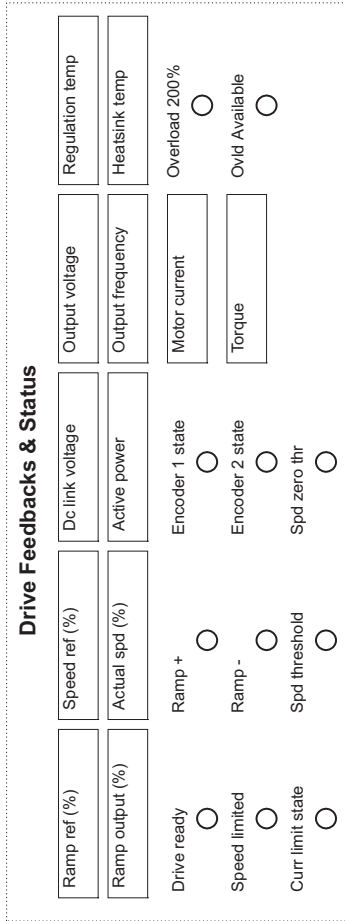 Drive Feedbacks & Status
Ramp ref (%)
Speed ref (%)
Dc link voltage
Output voltage
Regulation temp
Ramp output (%)
Actual spd (%)
Active power
Output frequency
Heatsink temp
Drive ready
Ramp +
Encoder 1 state
Motor current
Overload 200%
Speed limited
Ramp -
Encoder 2 state
Torque
Ovld Available
Curr limit state
Spd threshold
Spd zero thr